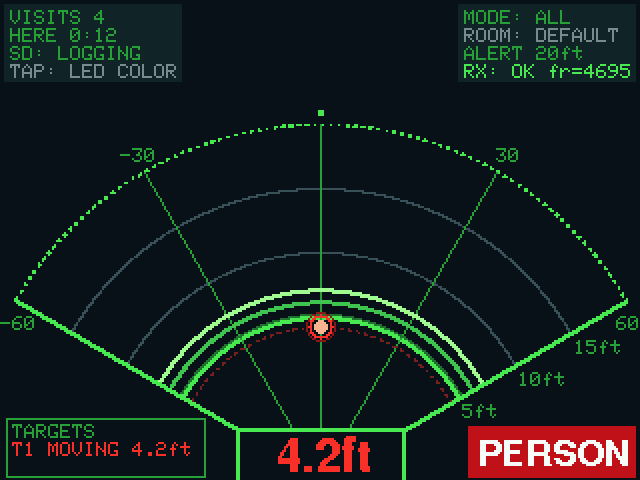 VISITS 4
HERE 0:12
SD: LOGGING
TAP: LED COLOR
MODE: ALL
ROOM: DEFAULT
ALERT 20ft
RX: OK fr=4695
-30
30
-60
60
15ft
10ft
5ft
TARGETS
T1 MOVING 4.2ft
4.2ft
PERSON